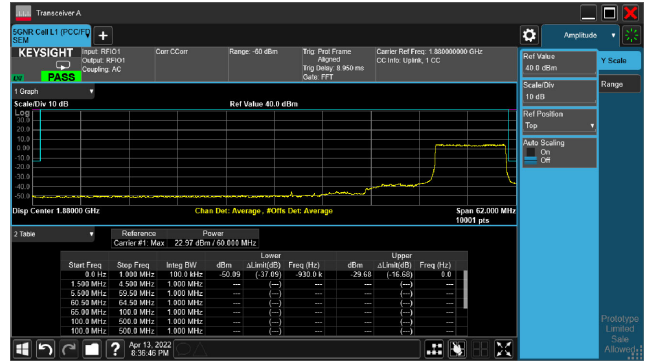 Transceiver A
5GNR Cell L1 (PCC/FD
SEM
KEYSIGHT
PASS
Input: RFIO1
Output: RFIO1
Coupling: AC
Corr CCorr
Range: -60 dBm
Trig: Prot Frame
Aligned
Trig Delay: 8.950 ms
Gate: FFT
Carrier Ref Freq: 1.880000000 GHz
CC Info: Uplink, 1 CC
1 Graph
Scale/Div 10 dB
Ref Value 40.0 dBm
Log
30.0
20.0
10.0
0.00
-10.0
-20.0
-30.0
-40.0
-50.0
Disp Center 1.88000 GHz
Chan Det: Average, #Offs Det: Average
Span 62.000 MHz
10001 pts
2 Table
Reference Power
Carrier #1: Max 22.97 dBm / 60.000 MHz
Lower Upper
Start Freq Stop Freq Integ BW dBm ΔLimit(dB) Freq (Hz) dBm ΔLimit(dB) Freq (Hz)
0.0 Hz 1.000 MHz 100.0 kHz -50.09 (-37.09) -930.0 k -29.68 (-16.68) 0.0
1.500 MHz 4.500 MHz 1.000 MHz --- (---) --- (---)
5.500 MHz 59.50 MHz 1.000 MHz --- (---) --- (---)
60.50 MHz 64.50 MHz 1.000 MHz --- (---) --- (---)
65.00 MHz 100.0 MHz 1.000 MHz --- (---) --- (---)
100.0 MHz 500.0 MHz 1.000 MHz --- (---) --- (---)
100.0 MHz 500.0 MHz 1.000 MHz --- (---) --- (---)
Apr 13, 2022
8:36:46 PM
?
Amplitude
Y Scale
Range
Ref Value
40.0 dBm
Scale/Div
10 dB
Ref Position
Top
Auto Scaling
On
Off
Prototype
Limited
Sale
Allowed